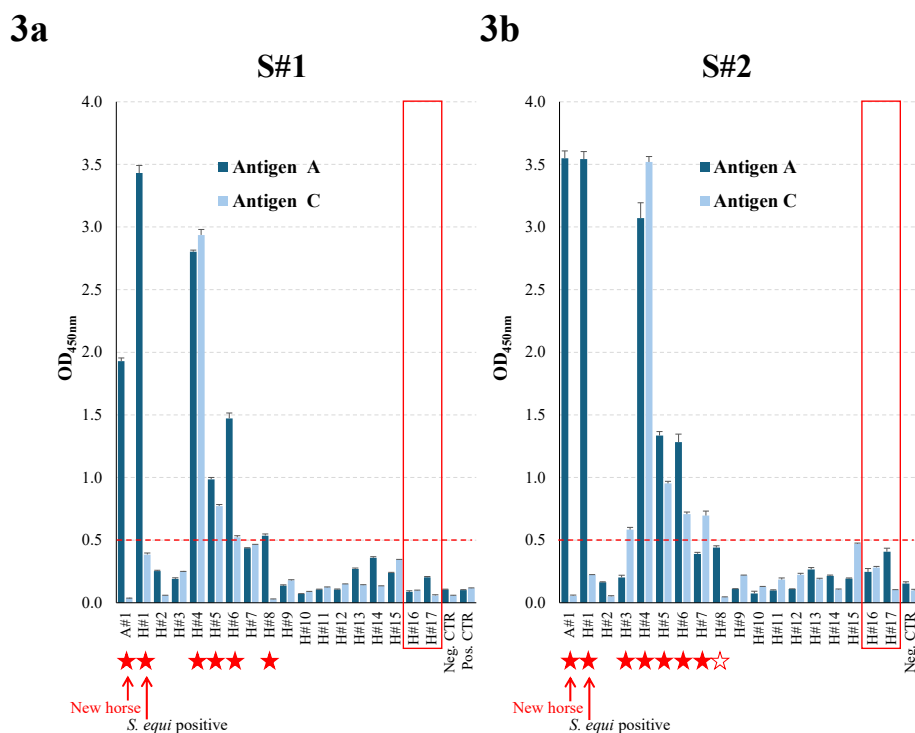 3a
S#1
4.0
3.5
3.0
2.5
2.0
1.5
1.0
0.5
0.0
OD450nm
Antigen A
Antigen C
A#1
H#1
H#2
H#3
H#4
H#5
H#6
H#7
H#8
H#9
H#10
H#11
H#12
H#13
H#14
H#15
H#16
H#17
Neg. CTR
Pos. CTR
New horse
S. equi positive
3b
S#2
4.0
3.5
3.0
2.5
2.0
1.5
1.0
0.5
0.0
OD450nm
Antigen A
Antigen C
A#1
H#1
H#2
H#3
H#4
H#5
H#6
H#7
H#8
H#9
H#10
H#11
H#12
H#13
H#14
H#15
H#16
H#17
Neg. CTR
New horse
S. equi positive